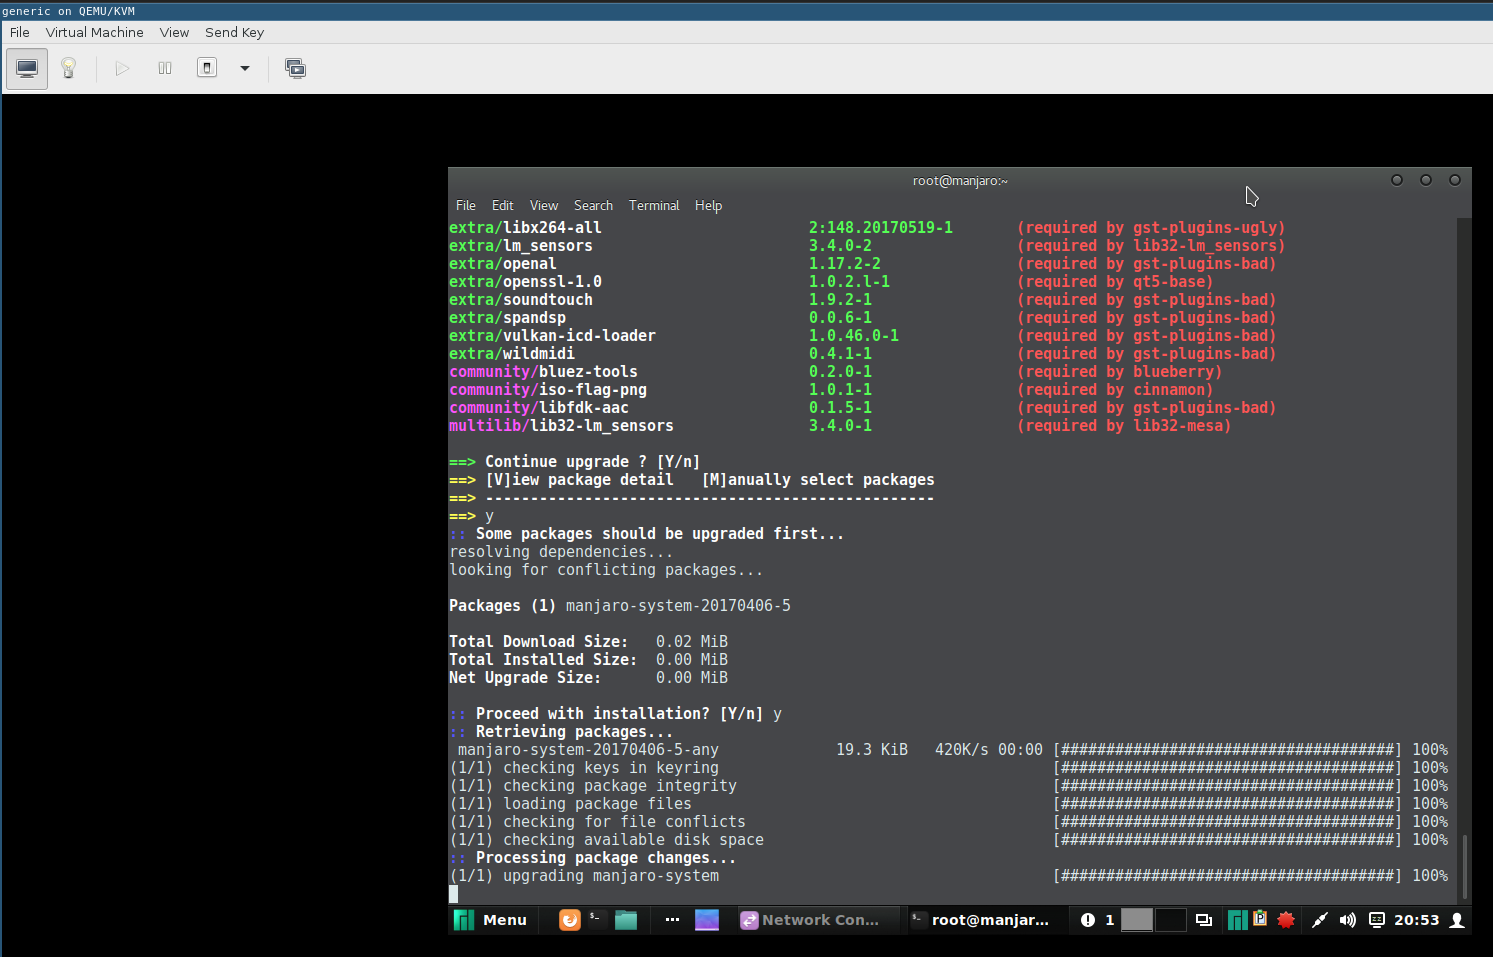 generic on QEMU/KVM
File Virtual Machine View Send Key
root@manjaro:~
File Edit View Search Terminal Help
extra/libx264-all 2:148.20170519-1 (required by gst-plugins-ugly)
extra/lm_sensors 3.4.0-2 (required by lib32-lm_sensors)
extra/openal 1.17.2-2 (required by gst-plugins-bad)
extra/openssl-1.0 1.0.2.l-1 (required by qt5-base)
extra/soundtouch 1.9.2-1 (required by gst-plugins-bad)
extra/spandsp 0.0.6-1 (required by gst-plugins-bad)
extra/vulkan-icd-loader 1.0.46.0-1 (required by gst-plugins-bad)
extra/wildmidi 0.4.1-1 (required by gst-plugins-bad)
community/bluez-tools 0.2.0-1 (required by blueberry)
community/iso-flag-png 1.0.1-1 (required by cinnamon)
community/libfdk-aac 0.1.5-1 (required by gst-plugins-bad)
multilib/lib32-lm_sensors 3.4.0-1 (required by lib32-mesa)
==> Continue upgrade ? [Y/n]
==> [V]iew package detail [M]anually select packages
==> --------------------------------------------------
==> y
:: Some packages should be upgraded first...
resolving dependencies...
looking for conflicting packages...
Packages (1) manjaro-system-20170406-5
Total Download Size: 0.02 MiB
Total Installed Size: 0.00 MiB
Net Upgrade Size: 0.00 MiB
:: Proceed with installation? [Y/n] y
:: Retrieving packages...
manjaro-system-20170406-5-any 19.3 KiB 420K/s 00:00 [#####################################] 100%
(1/1) checking keys in keyring [#####################################] 100%
(1/1) checking package integrity [#####################################] 100%
(1/1) loading package files [#####################################] 100%
(1/1) checking for file conflicts [#####################################] 100%
(1/1) checking available disk space [#####################################] 100%
:: Processing package changes...
(1/1) upgrading manjaro-system [#####################################] 100%
Menu ... Network Con... root@manjar... 1 20:53